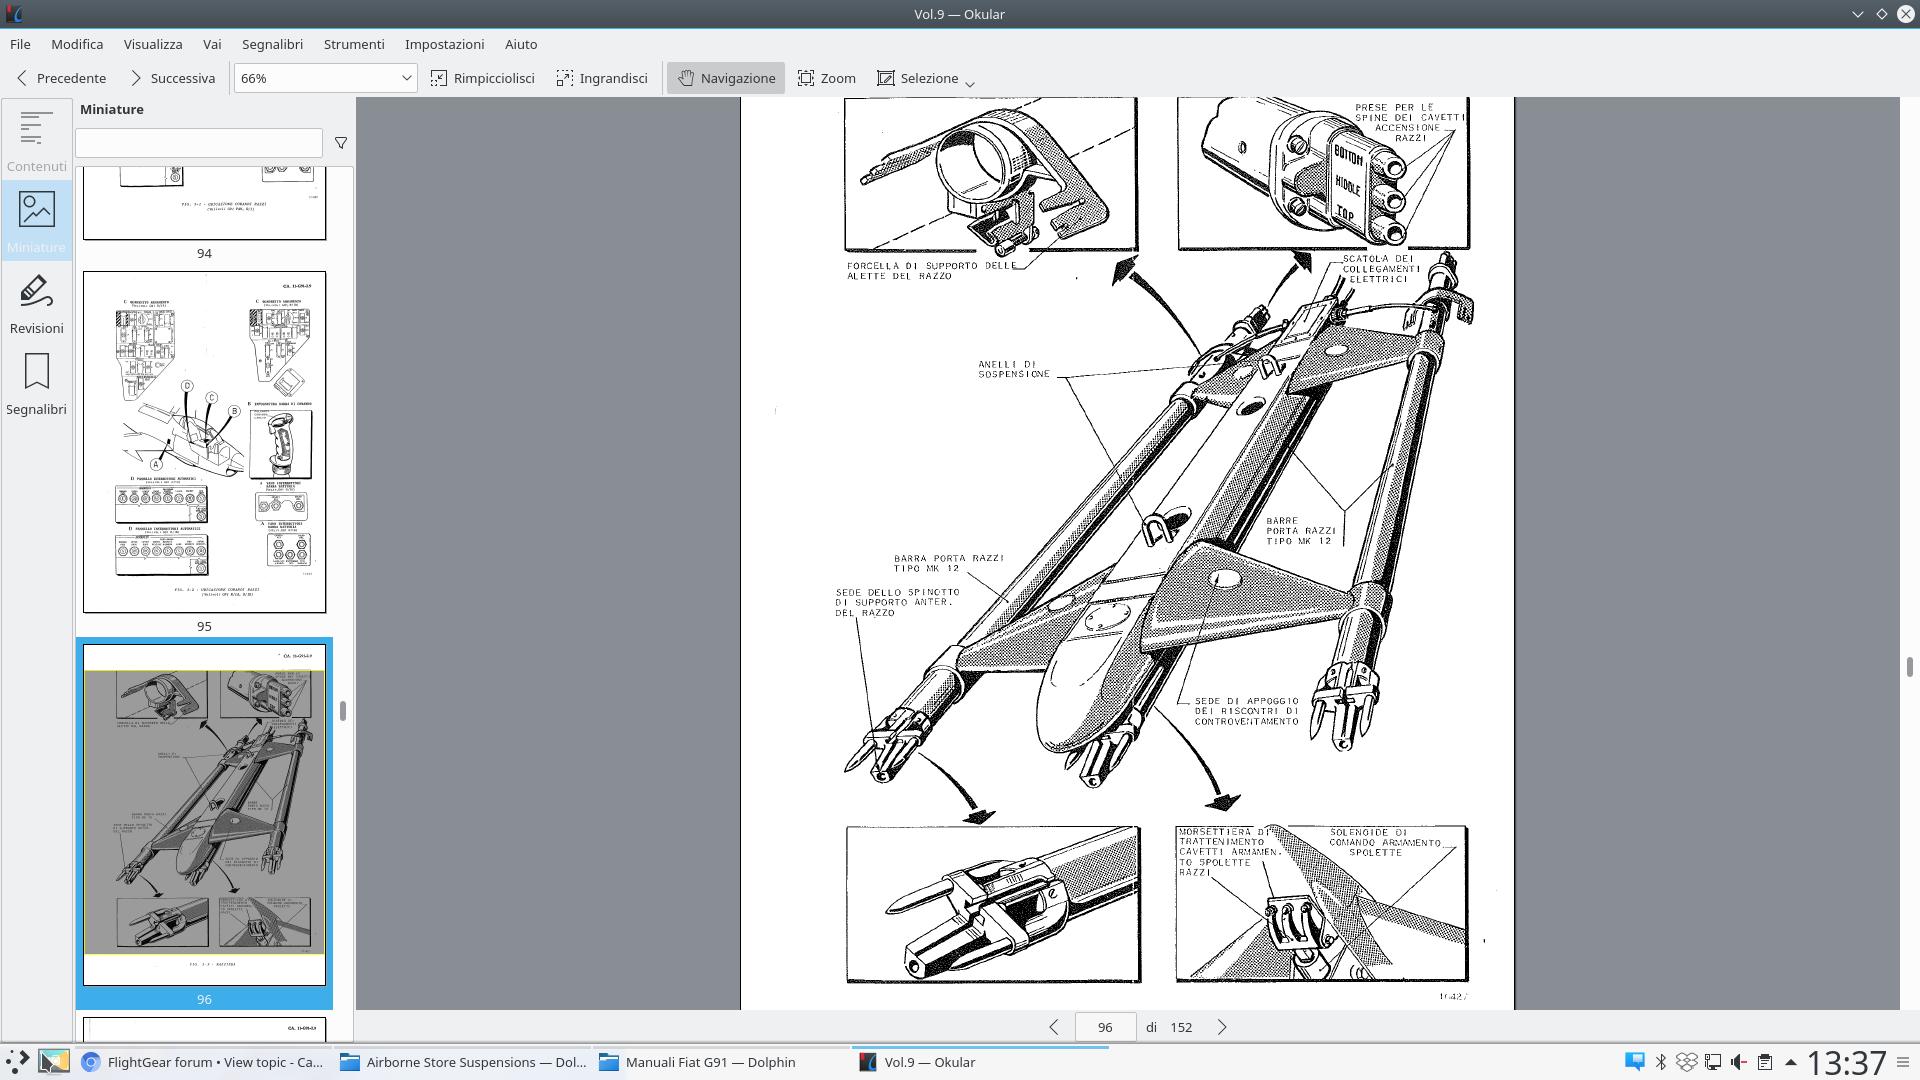 Vol.9 — Okular
File Modifica Visualizza Vai Segnalibri Strumenti Impostazioni Aiuto
Precedente Successiva 66% Rimpicciolisci Ingrandisci Navigazione Zoom Selezione
Miniature
Contenuti
Miniature
Revisioni
Segnalibri
94
95
96
PRESE PER LE
SPINE DEI CAVETTI
ACCENSIONE
RAZZI
BOTTOM
MIDDLE
TOP
FORCELLA DI SUPPORTO DELLE
ALETTE DEL RAZZO
SCATOLA DEI
COLLEGAMENTI
ELETTRICI
ANELLI DI
SOSPENSIONE
BARRE
PORTA RAZZI
TIPO MK 12
BARRA PORTA RAZZI
TIPO MK 12
SEDE DELLO SPINOTTO
DI SUPPORTO ANTER.
DEL RAZZO
SEDE DI APPOGGIO
DEI RISCONTRI DI
CONTROVENTAMENTO
MORSETTIERA DI
TRATTENIMENTO
CAVETTI ARMAMEN.
TO SPOLETTE
RAZZI
SOLENOIDE DI
COMANDO ARMAMENTO
SPOLETTE
96 di 152
FlightGear forum • View topic - Ca...
Airborne Store Suspensions — Dol...
Manuali Fiat G91 — Dolphin
Vol.9 — Okular
13:37